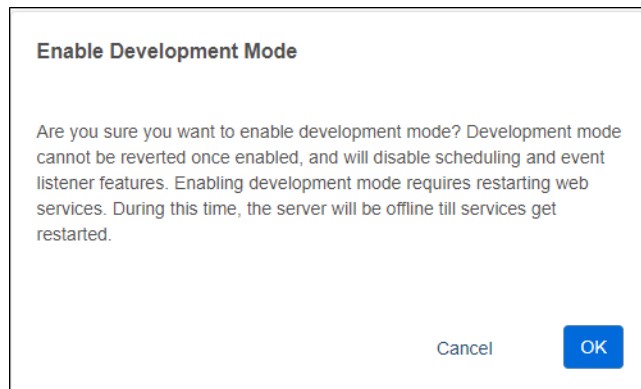 Enable Development Mode
Are you sure you want to enable development mode? Development mode
cannot be reverted once enabled, and will disable scheduling and event
listener features. Enabling development mode requires restarting web
services. During this time, the server will be offline till services get
restarted.
Cancel
OK